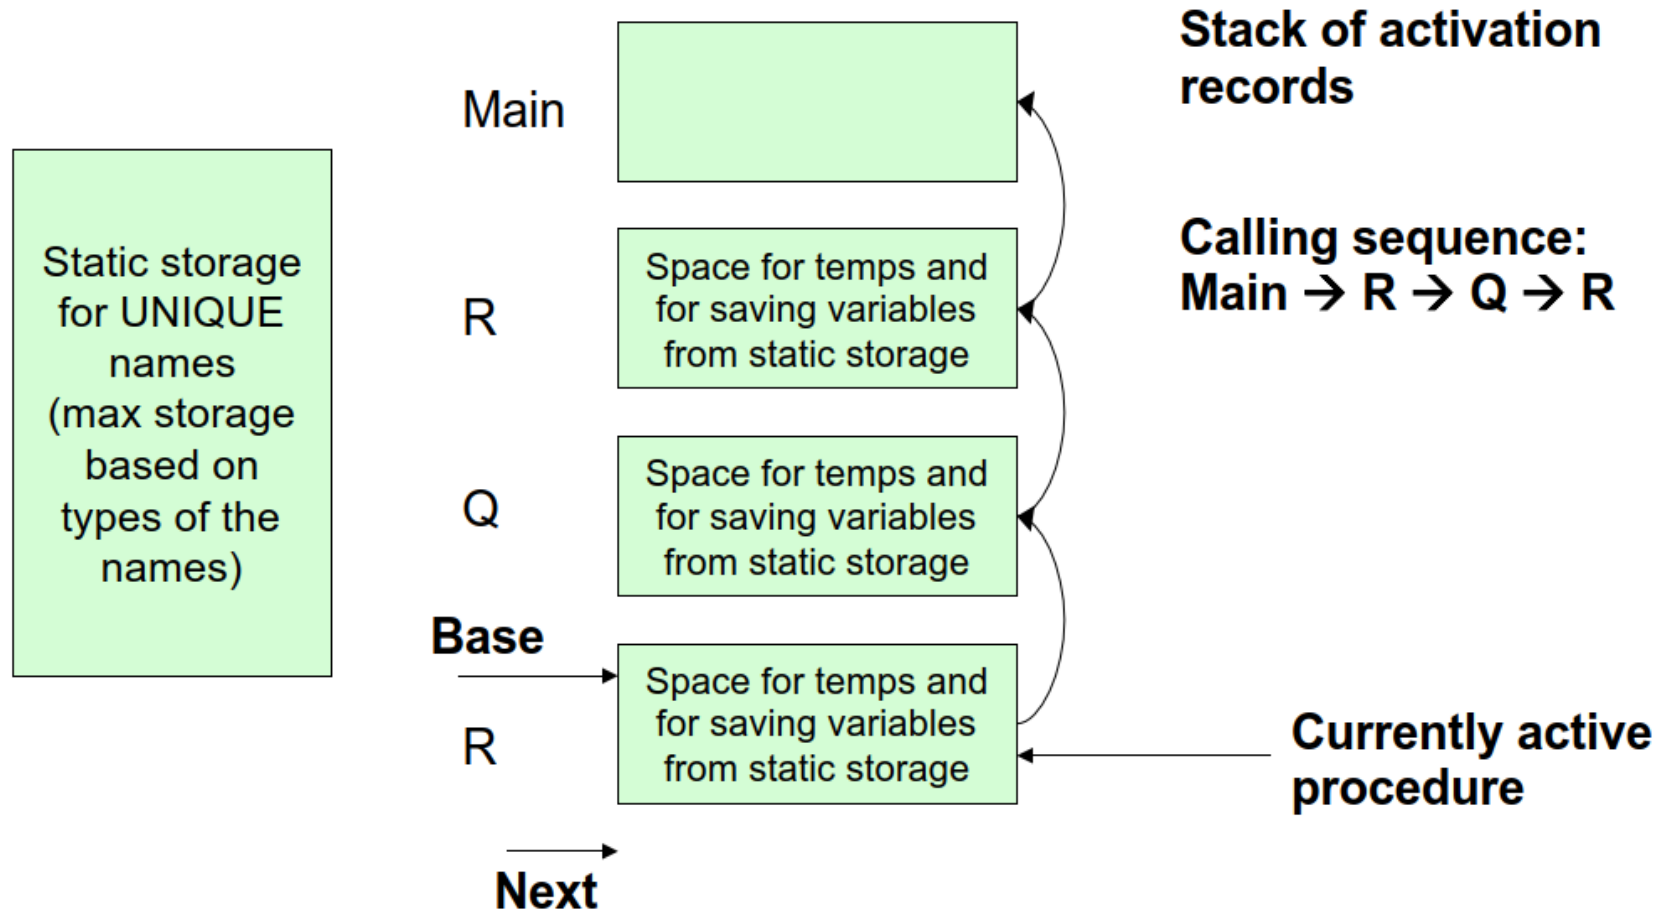 Static storage
for UNIQUE
names
(max storage
based on
types of the
names)
Main
R
Space for temps and
for saving variables
from static storage
Q
Space for temps and
for saving variables
from static storage
Base
R
Space for temps and
for saving variables
from static storage
Next
Stack of activation
records
Calling sequence:
Main → R → Q → R
Currently active
procedure